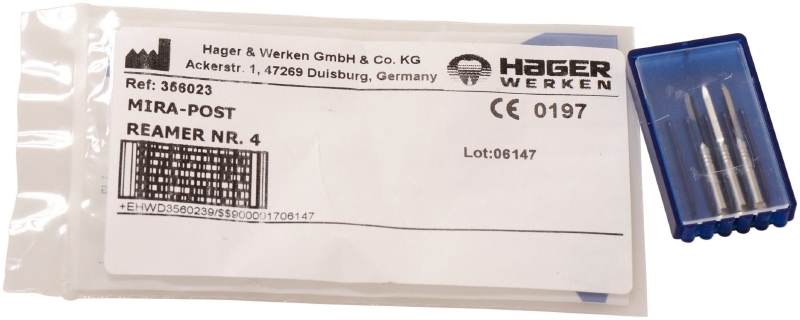 Hager & Werken GmbH & Co. KG
Ackerstr. 1, 47269 Duisburg, Germany
HAGER
WERKEN
Ref: 356023
MIRA-POST
REAMER NR. 4
CE 0197
Lot:06147
+EHWD3560239/$$900001706147